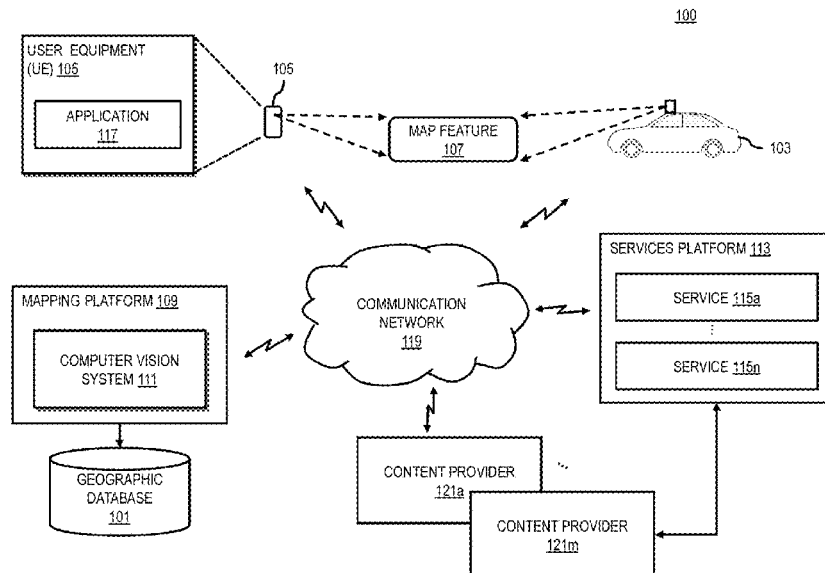 100
USER EQUIPMENT
(UE) 105
APPLICATION
117
105
MAP FEATURE
107
103
SERVICES PLATFORM 113
SERVICE 115a
SERVICE 115n
MAPPING PLATFORM 109
COMPUTER VISION
SYSTEM 111
COMMUNICATION
NETWORK
119
GEOGRAPHIC
DATABASE
101
CONTENT PROVIDER
121a
CONTENT PROVIDER
121m